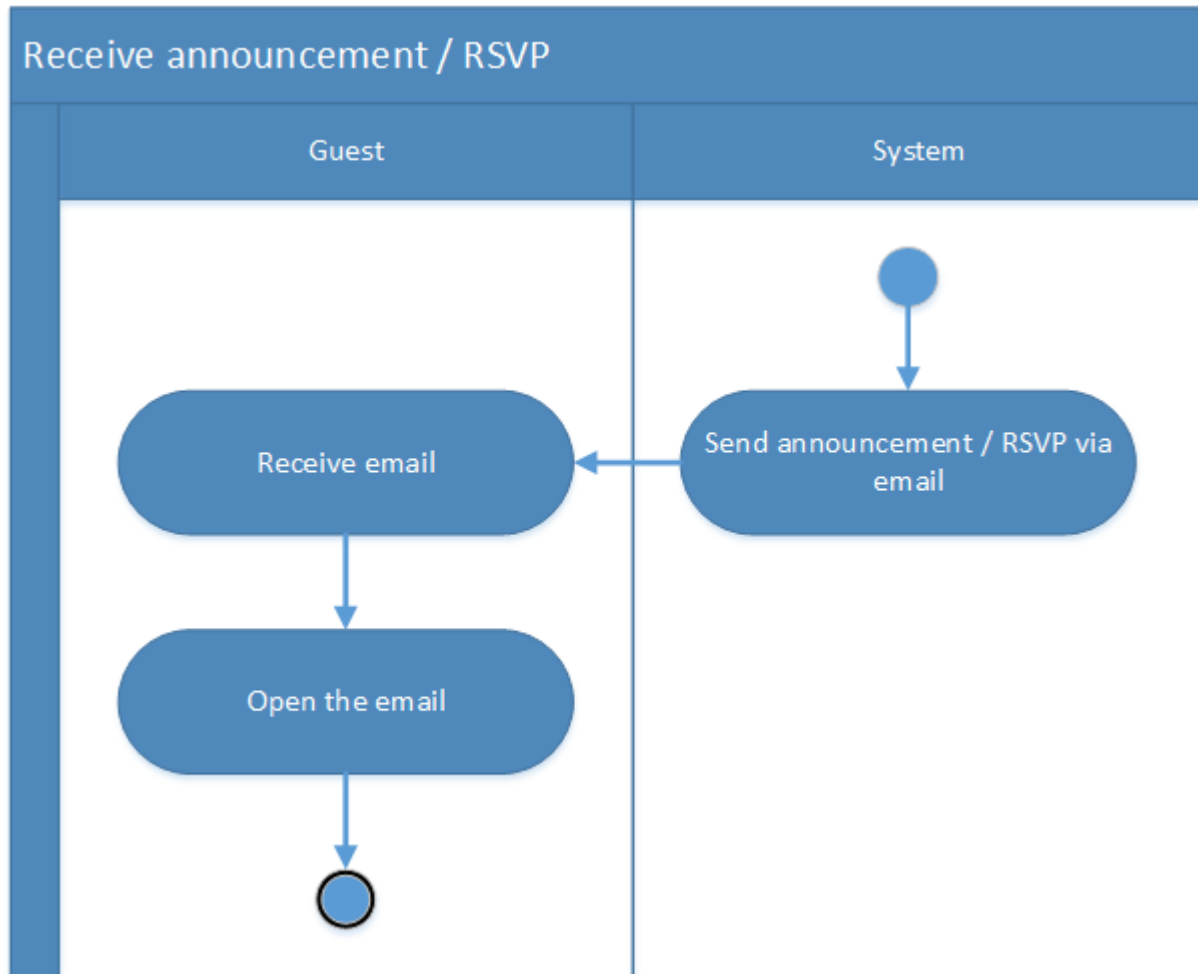 Receive announcement / RSVP
Guest
System
Receive email
Send announcement / RSVP via
email
Open the email